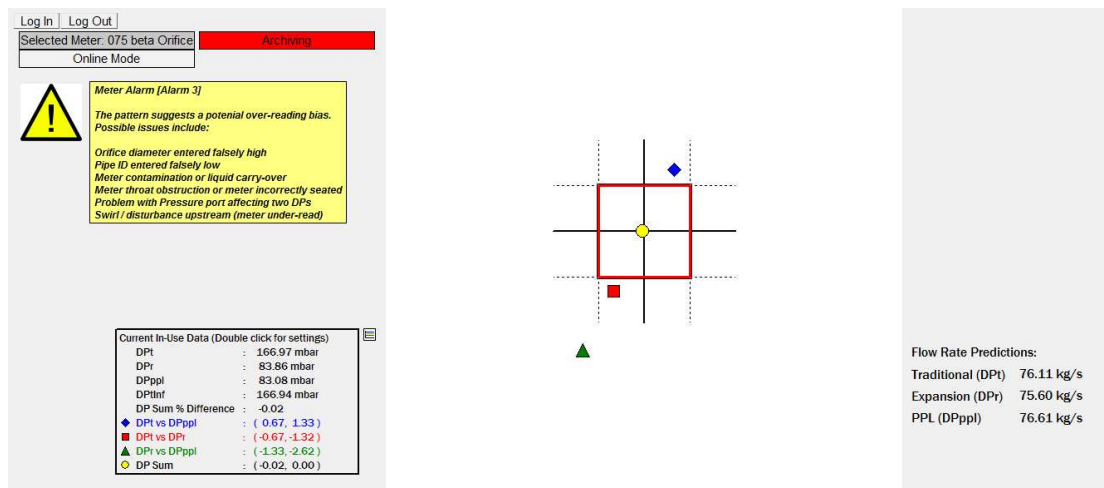 Log In Log Out
Selected Meter: 075 beta Orifice Archiving
Online Mode
!
Meter Alarm [Alarm 3]
The pattern suggests a potenial over-reading bias.
Possible issues include:
Orifice diameter entered falsely high
Pipe ID entered falsely low
Meter contamination or liquid carry-over
Meter throat obstruction or meter incorrectly seated
Problem with Pressure port affecting two DPs
Swirl / disturbance upstream (meter under-read)
Current In-Use Data (Double click for settings)
DPt : 166.97 mbar
DPr : 83.86 mbar
DPppl : 83.08 mbar
DPtInf : 166.94 mbar
DP Sum % Difference : -0.02
DPt vs DPppl : ( 0.67, 1.33 )
DPt vs DPr : (-0.67,-1.32 )
DPr vs DPppl : (-1.33,-2.62 )
DP Sum : ( -0.02, 0.00 )
Flow Rate Predictions:
Traditional (DPt) 76.11 kg/s
Expansion (DPr) 75.60 kg/s
PPL (DPppl) 76.61 kg/s